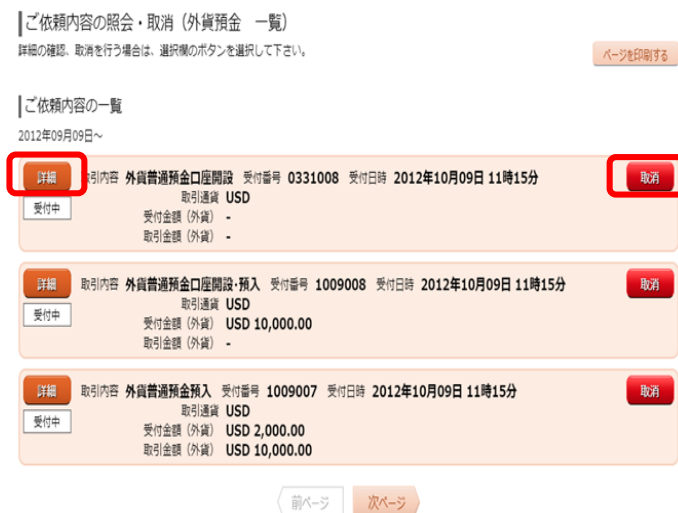 ご依頼内容の照会・取消（外貨預金　一覧）
詳細の確認、取消を行う場合は、選択欄のボタンを選択して下さい。
ページを印刷する
ご依頼内容の一覧
2012年09月09日～
詳細 取引内容 外貨普通預金口座開設 受付番号 0331008 受付日時 2012年10月09日 11時15分 取消
取引通貨 USD
受付中
受付金額（外貨） -
取引金額（外貨） -
詳細 取引内容 外貨普通預金口座開設・預入 受付番号 1009008 受付日時 2012年10月09日 11時15分 取消
取引通貨 USD
受付中
受付金額（外貨） USD 10,000.00
取引金額（外貨） -
詳細 取引内容 外貨普通預金預入 受付番号 1009007 受付日時 2012年10月09日 11時15分 取消
取引通貨 USD
受付中
受付金額（外貨） USD 2,000.00
取引金額（外貨） USD 10,000.00
前ページ 次ページ